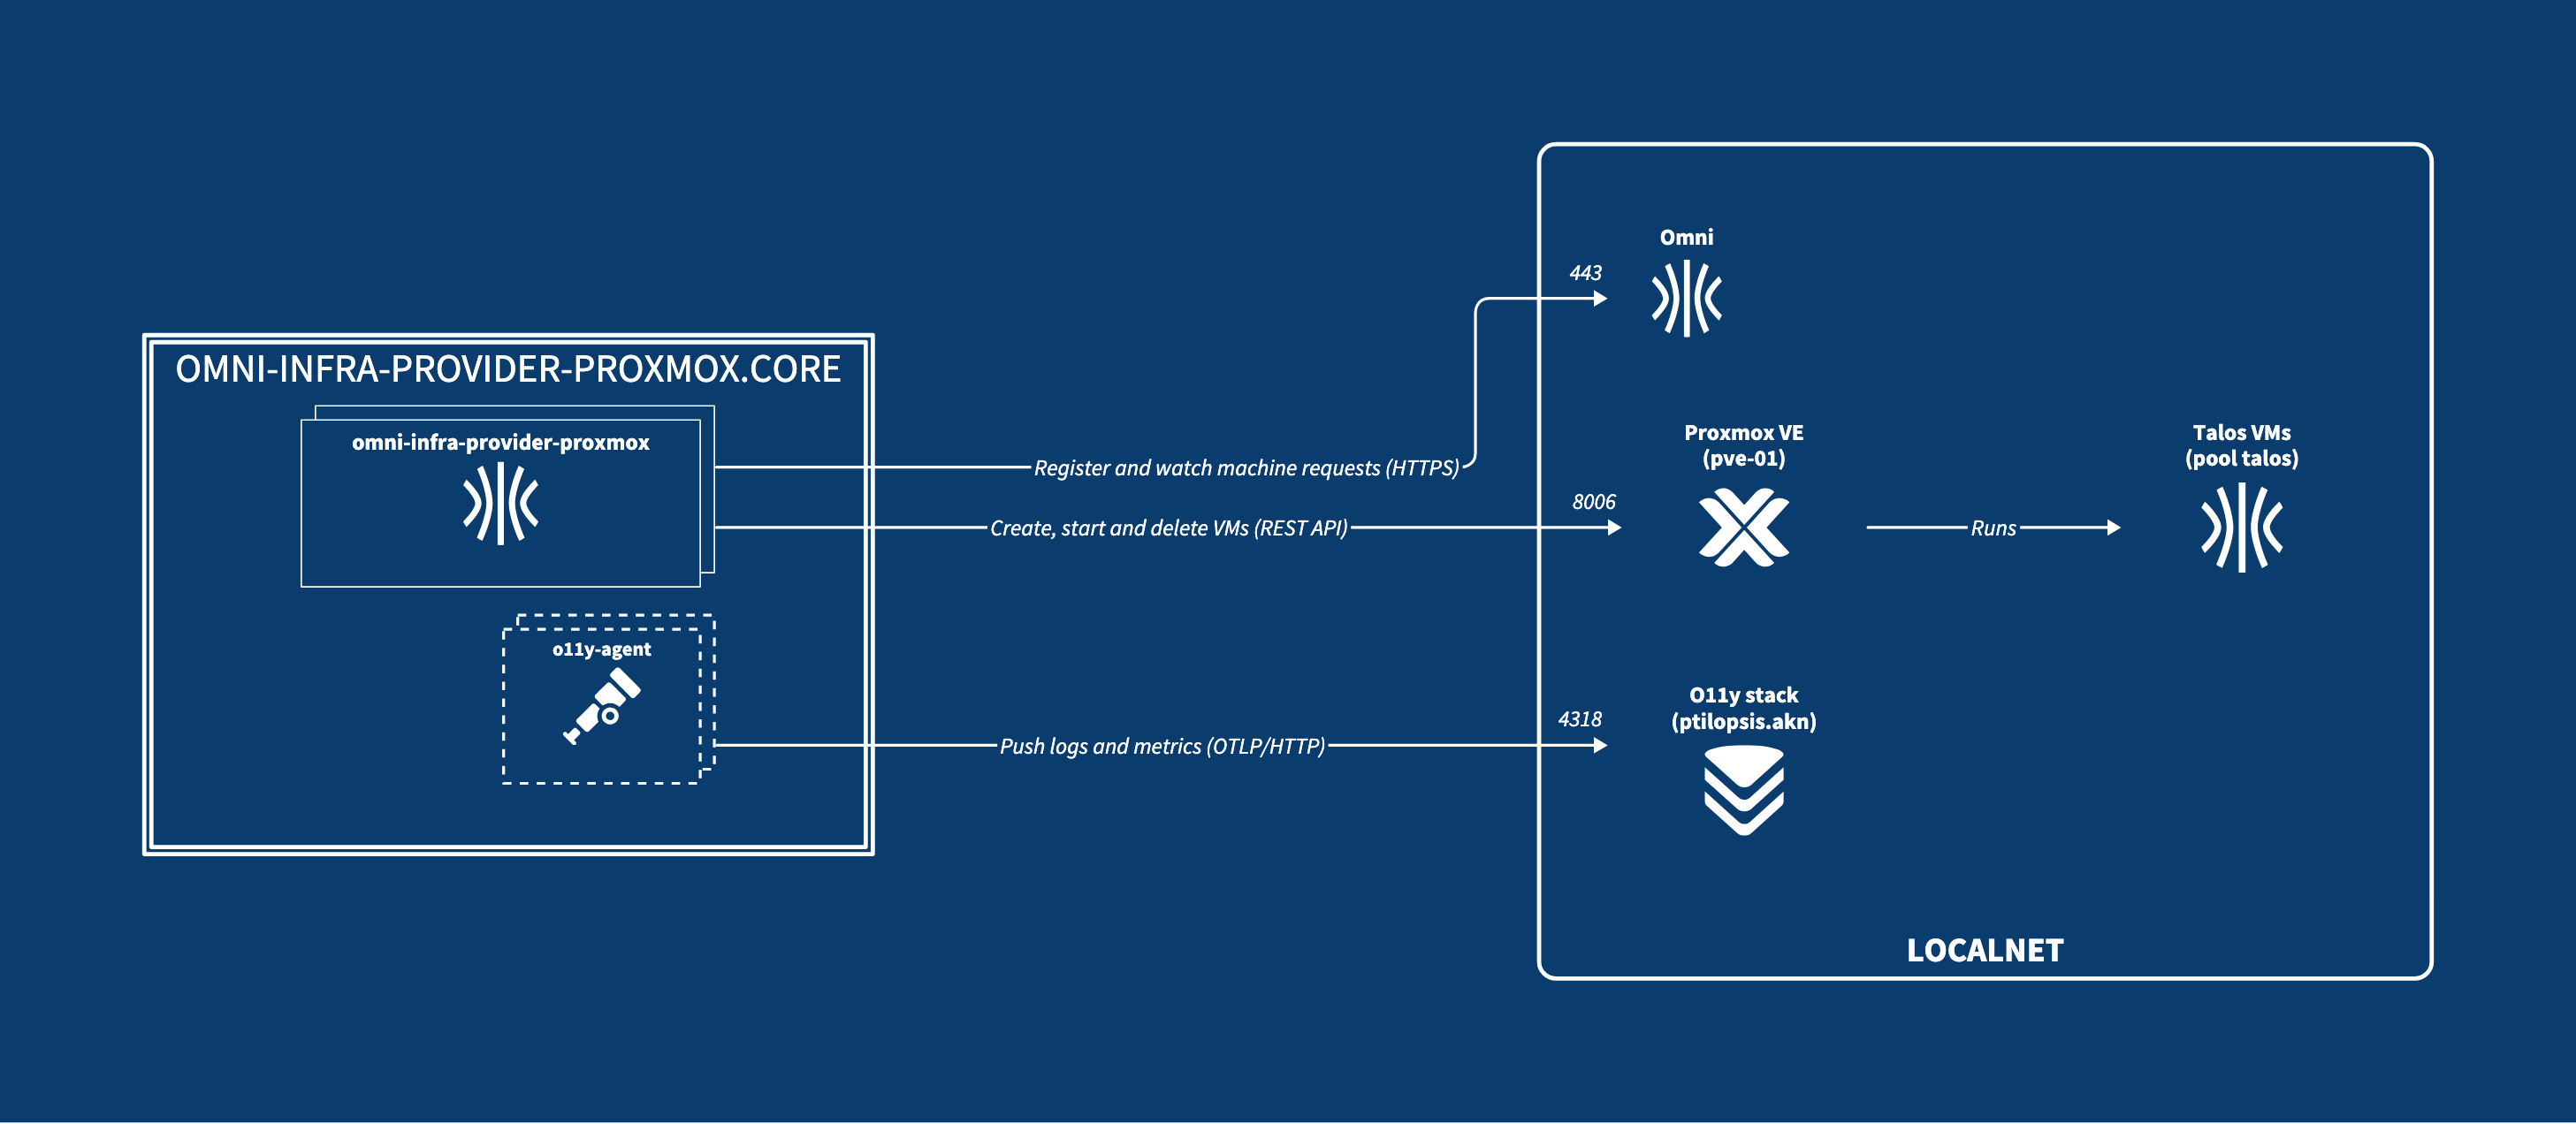 OMNI-INFRA-PROVIDER-PROXMOX.CORE
omni-infra-provider-proxmox
o11y-agent
Register and watch machine requests (HTTPS)
Create, start and delete VMs (REST API)
Push logs and metrics (OTLP/HTTP)
443
Omni
8006
Proxmox VE
(pve-01)
Runs
Talos VMs
(pool talos)
4318
O11y stack
(ptilopsis.akn)
LOCALNET